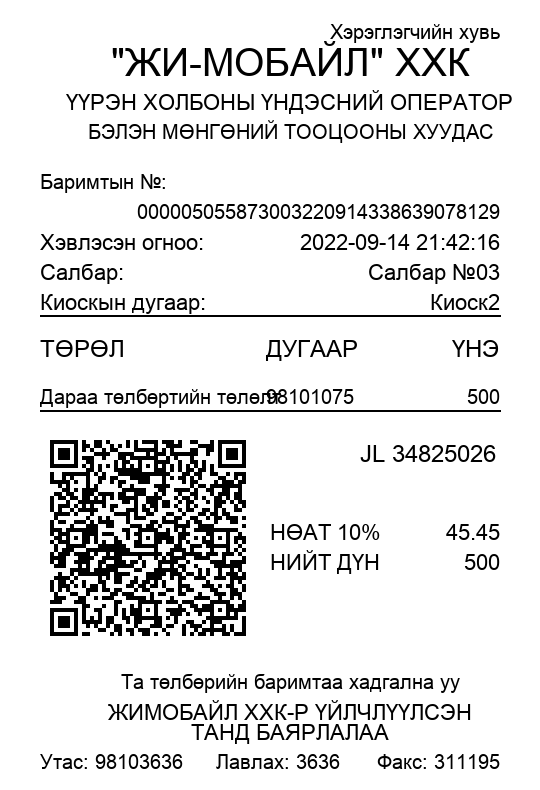 Хэрэглэгчийн хувь
"ЖИ-МОБАЙЛ" ХХК
ҮҮРЭН ХОЛБОНЫ ҮНДЭСНИЙ ОПЕРАТОР
БЭЛЭН МӨНГӨНИЙ ТООЦООНЫ ХУУДАС
Баримтын №:
000005055873003220914338639078129
Хэвлэсэн огноо: 2022-09-14 21:42:16
Салбар: Салбар №03
Киоскын дугаар: Киоск2
ТӨРӨЛ ДУГААР ҮНЭ
Дараа төлбөртийн төлөлт 98101075 500
JL 34825026
НӨАТ 10% 45.45
НИЙТ ДҮН 500
Та төлбөрийн баримтаа хадгална уу
ЖИМОБАЙЛ ХХК-Р ҮЙЛЧЛҮҮЛСЭН
ТАНД БАЯРЛАЛАА
Утас: 98103636 Лавлах: 3636 Факс: 311195